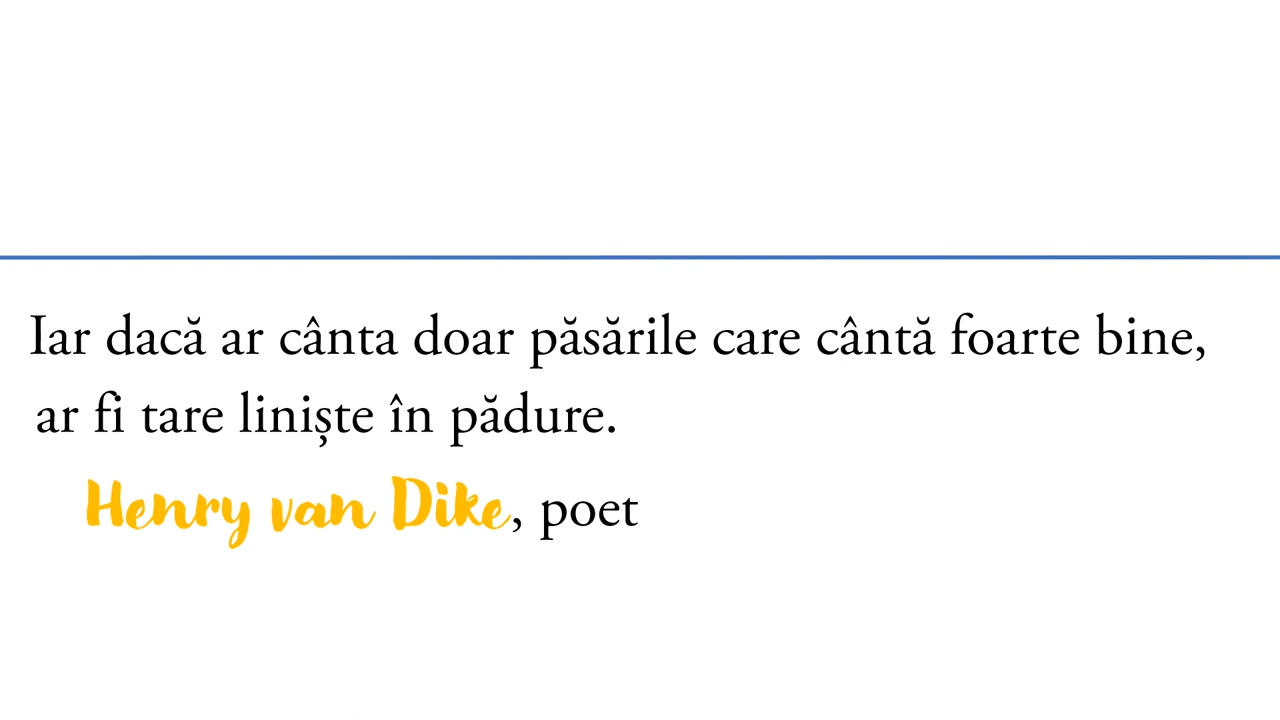 Iar dacă ar cânta doar păsările care cântă foarte bine,
ar fi tare liniște în pădure.
Henry van Dike, poet